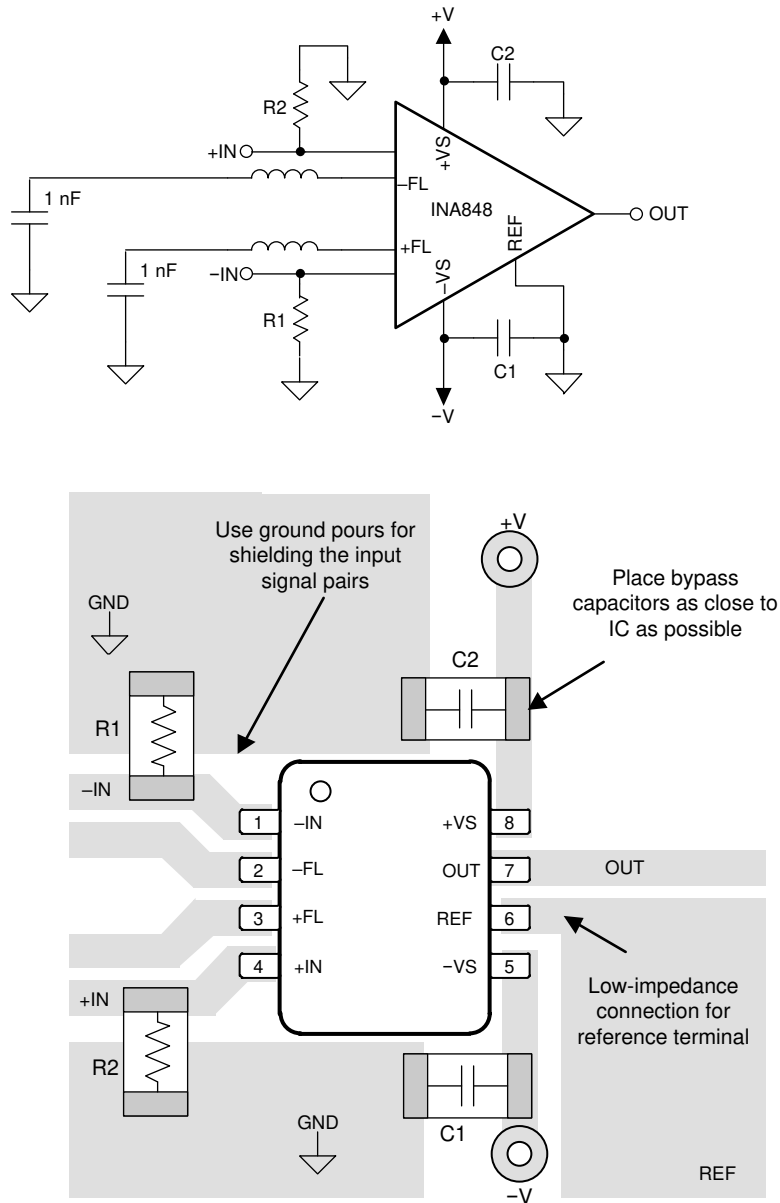 +V
C2
R2
+IN
+VS
−FL
1 nF
INA848
OUT
REF
+FL
1 nF
−IN
−VS
R1
C1
−V
+V
Use ground pours for
shielding the input
signal pairs
Place bypass
capacitors as close to
IC as possible
GND
C2
R1
−IN
1
−IN
+VS
8
2
−FL
OUT
7
OUT
3
+FL
REF
6
4
+IN
−VS
5
+IN
Low-impedance
connection for
reference terminal
R2
GND
C1
REF
−V